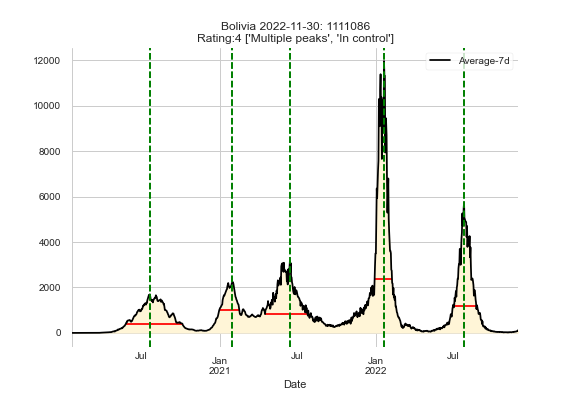 Bolivia 2022-11-30: 1111086
Rating:4 ['Multiple peaks', 'In control']
Average-7d
12000
10000
8000
6000
4000
2000
0
Jul
Jan
2021
Jul
Jan
2022
Jul
Date